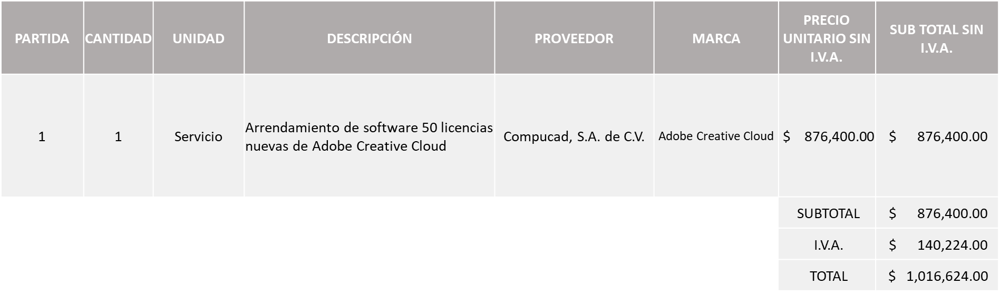 PARTIDA
CANTIDAD
UNIDAD
DESCRIPCIÓN
PROVEEDOR
MARCA
PRECIO
UNITARIO SIN
I.V.A.
SUB TOTAL SIN
I.V.A.
1
1
Servicio
Arrendamiento de software 50 licencias
nuevas de Adobe Creative Cloud
Compucad, S.A. de C.V.
Adobe Creative Cloud
$ 876,400.00
$ 876,400.00
SUBTOTAL
$ 876,400.00
I.V.A.
$ 140,224.00
TOTAL
$ 1,016,624.00